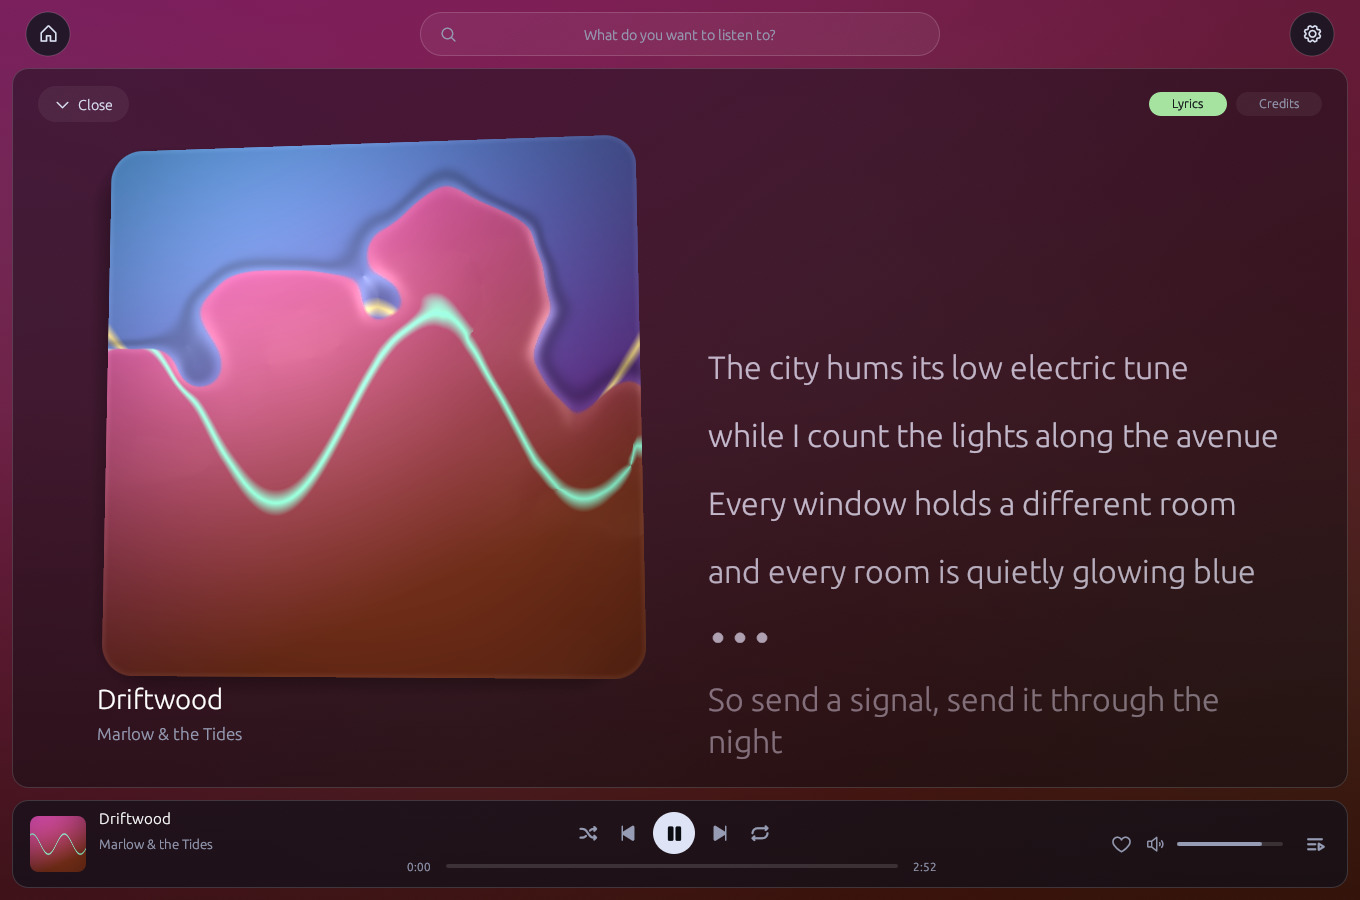 What do you want to listen to?
Close
Lyrics
Credits
The city hums its low electric tune
while I count the lights along the avenue
Every window holds a different room
and every room is quietly glowing blue
•••
So send a signal, send it through the
night
Driftwood
Marlow & the Tides
Driftwood
Marlow & the Tides
0:00
2:52